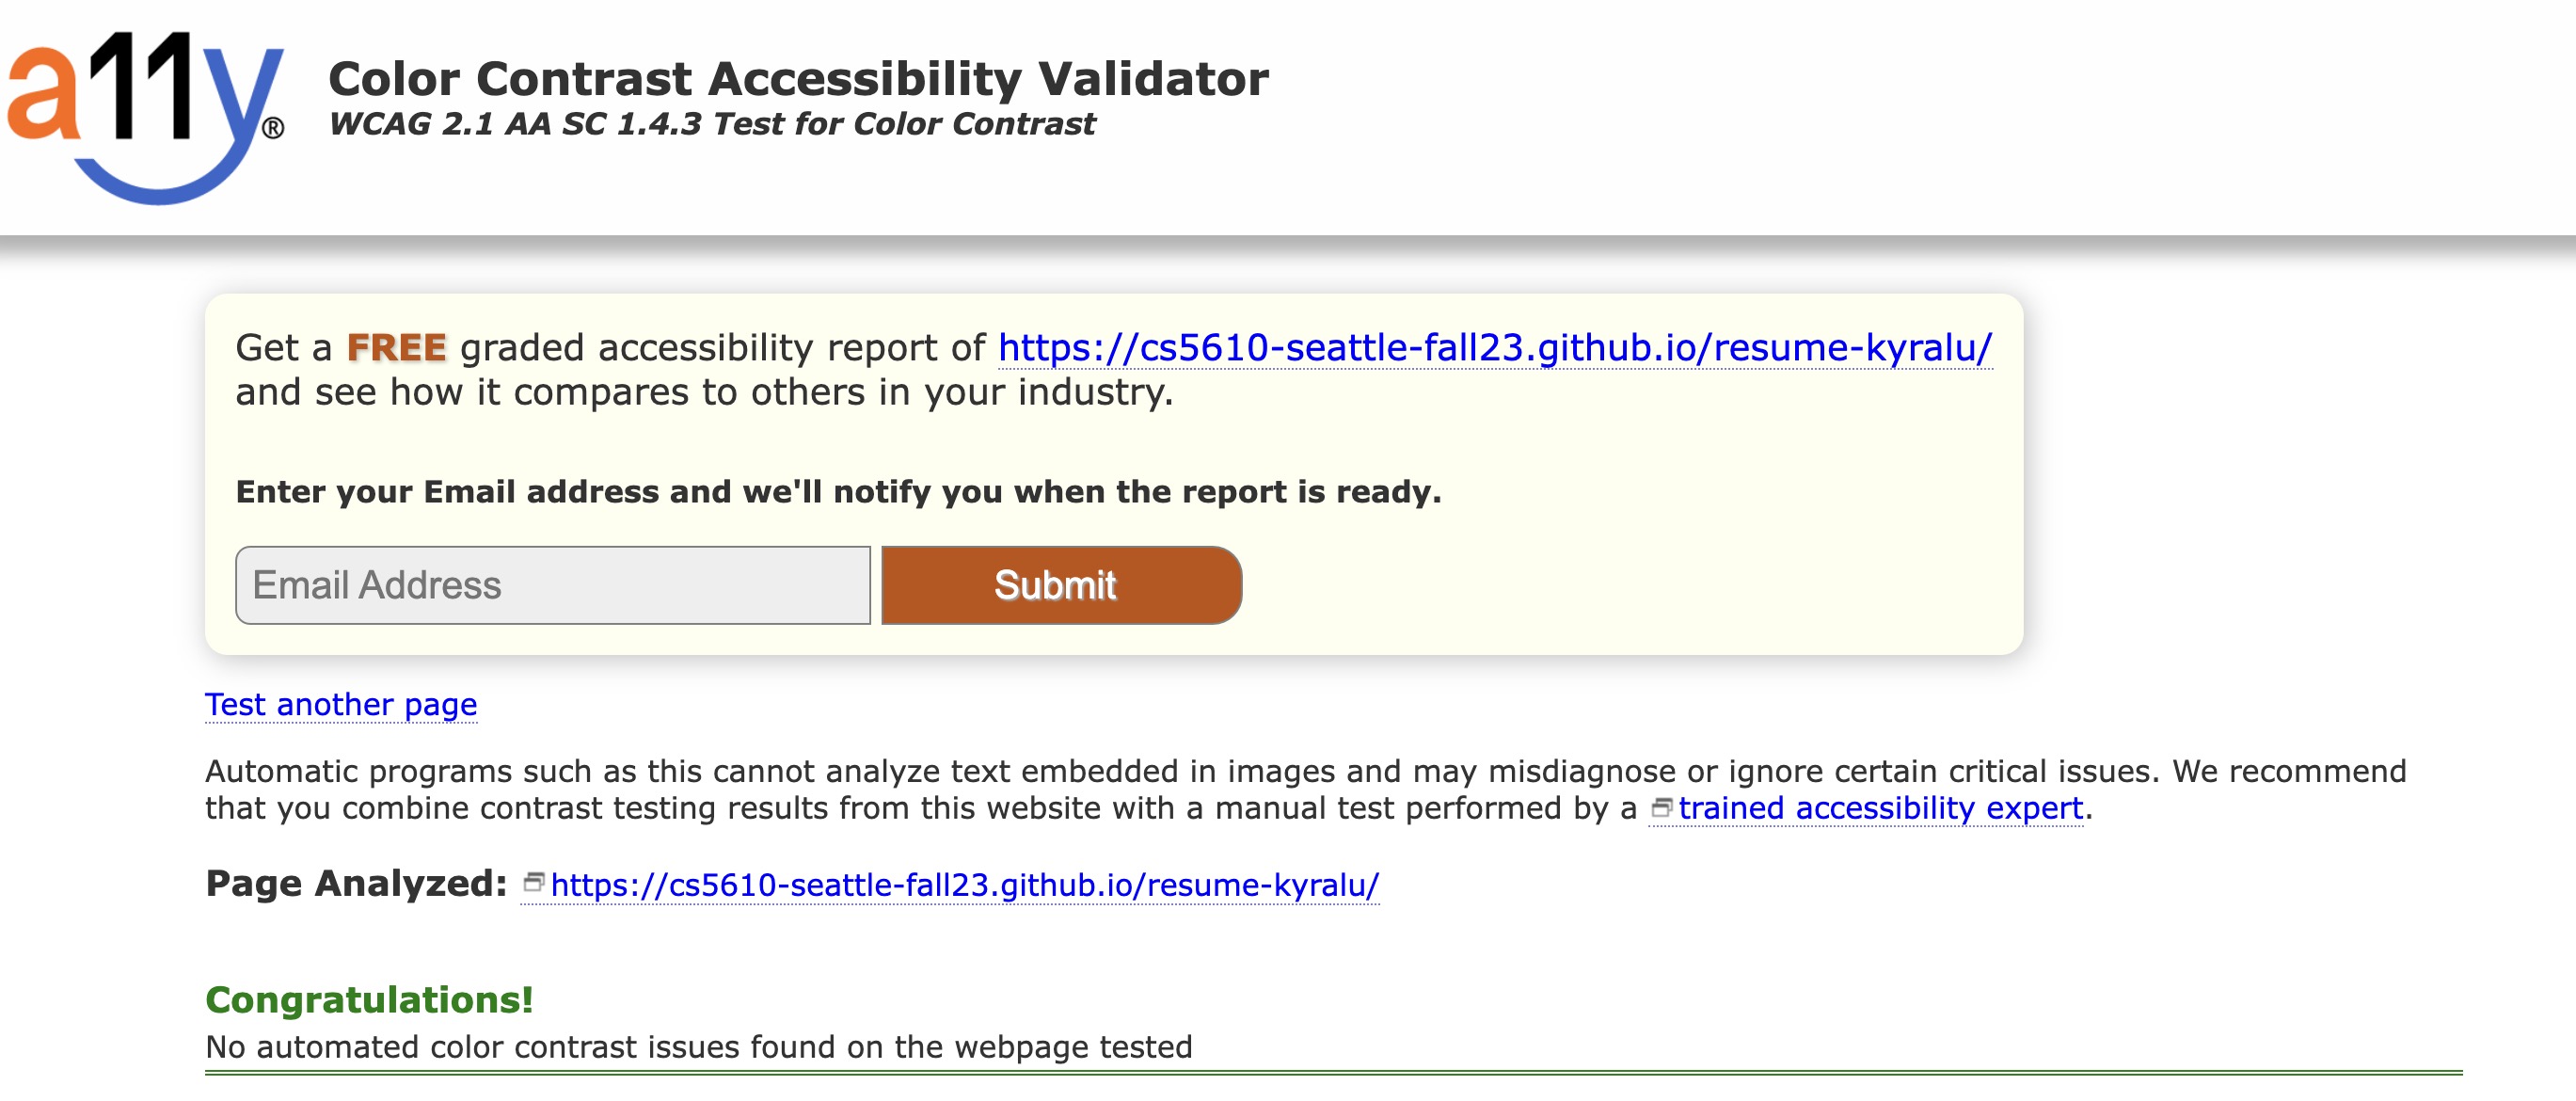 a11y®
Color Contrast Accessibility Validator
WCAG 2.1 AA SC 1.4.3 Test for Color Contrast
Get a FREE graded accessibility report of https://cs5610-seattle-fall23.github.io/resume-kyralu/
and see how it compares to others in your industry.
Enter your Email address and we'll notify you when the report is ready.
Email Address Submit
Test another page
Automatic programs such as this cannot analyze text embedded in images and may misdiagnose or ignore certain critical issues. We recommend
that you combine contrast testing results from this website with a manual test performed by a trained accessibility expert.
Page Analyzed: https://cs5610-seattle-fall23.github.io/resume-kyralu/
Congratulations!
No automated color contrast issues found on the webpage tested